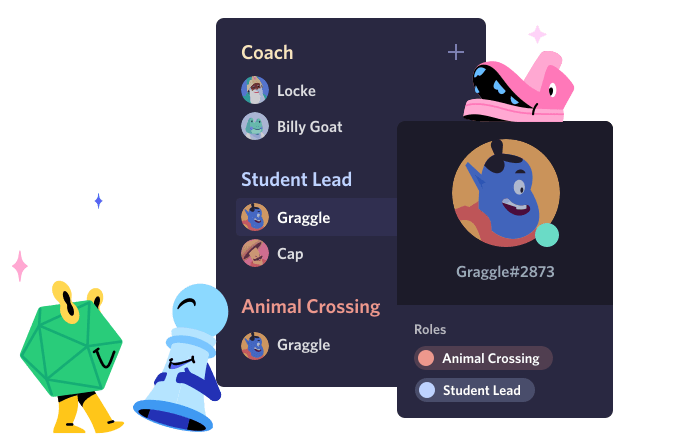 Coach
Locke
Billy Goat
Student Lead
Graggle
Cap
Animal Crossing
Graggle
Graggle#2873
Roles
Animal Crossing
Student Lead